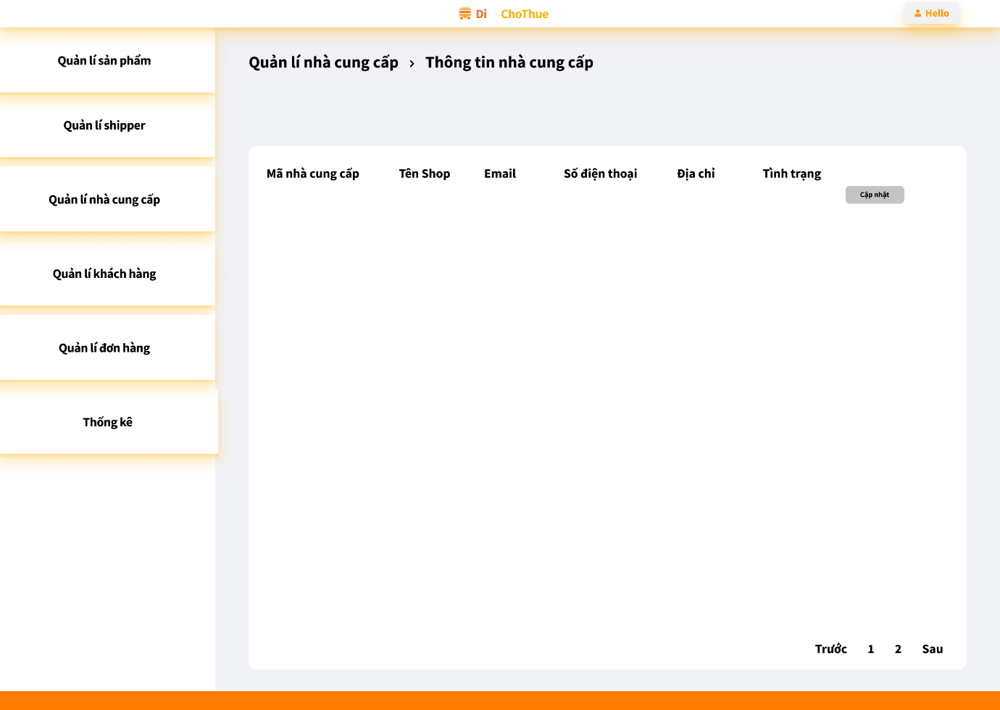 Di ChoThue
Hello
Quản lí sản phẩm
Quản lí shipper
Quản lí nhà cung cấp
Quản lí khách hàng
Quản lí đơn hàng
Thống kê
Quản lí nhà cung cấp › Thông tin nhà cung cấp
Mã nhà cung cấp Tên Shop Email Số điện thoại Địa chỉ Tình trạng
Cập nhật
Trước 1 2 Sau